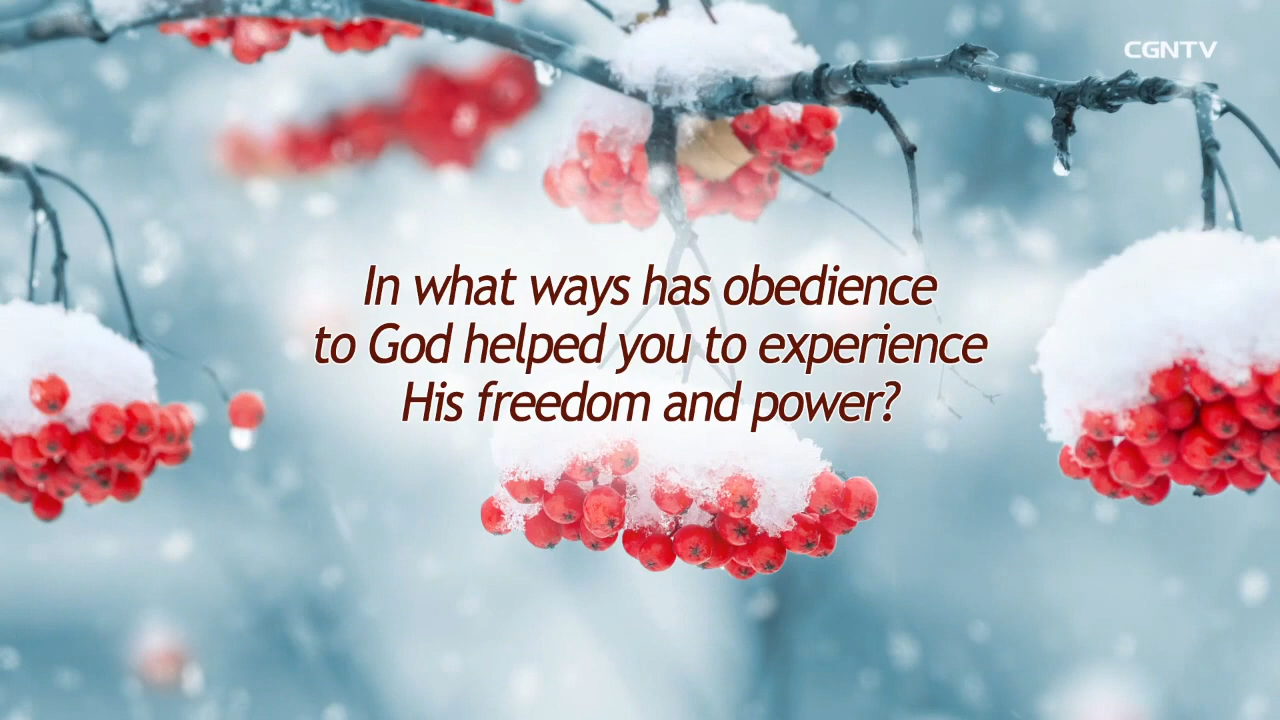 CGNTV
In what ways has obedience
to God helped you to experience
His freedom and power?